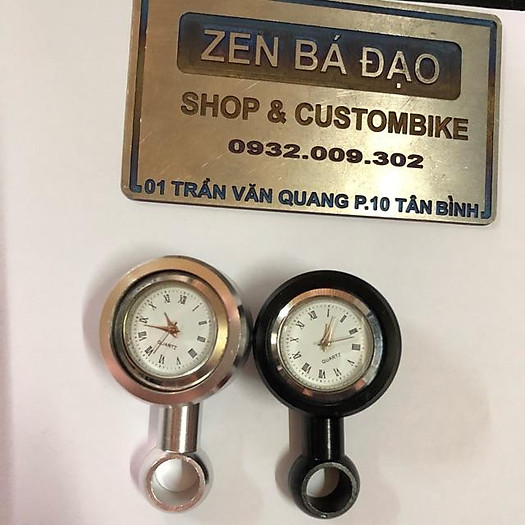 ZEN BÁ ĐẠO
SHOP & CUSTOMBIKE
0932.009.302
01 TRẦN VĂN QUANG P.10 TÂN BÌNH
QUARTZ
QUARTZ